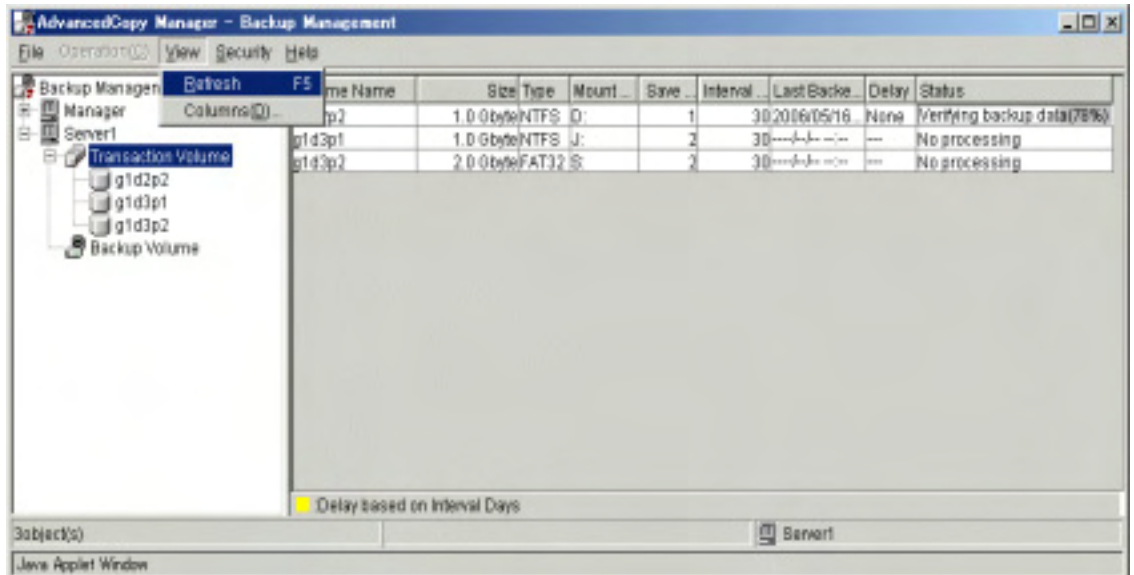 AdvancedCopy Manager - Backup Management
File Operation(O) View Security Help
Refresh F5
Columns(D)...
Backup Managem
Manager
Server1
Transaction Volume
g1d2p2
g1d3p1
g1d3p2
Backup Volume
me Name Size Type Mount ... Save ... Interval ... Last Backe... Delay Status
p2 1.0 Gbyte NTFS D: 1 30 2006/05/16... None Verifying backup data(78%)
g1d3p1 1.0 Gbyte NTFS J: 2 30 ----/--/-- --:-- --- No processing
g1d3p2 2.0 Gbyte FAT32 S: 2 30 ----/--/-- --:-- --- No processing
:Delay based on Interval Days
3object(s) Server1
Java Applet Window